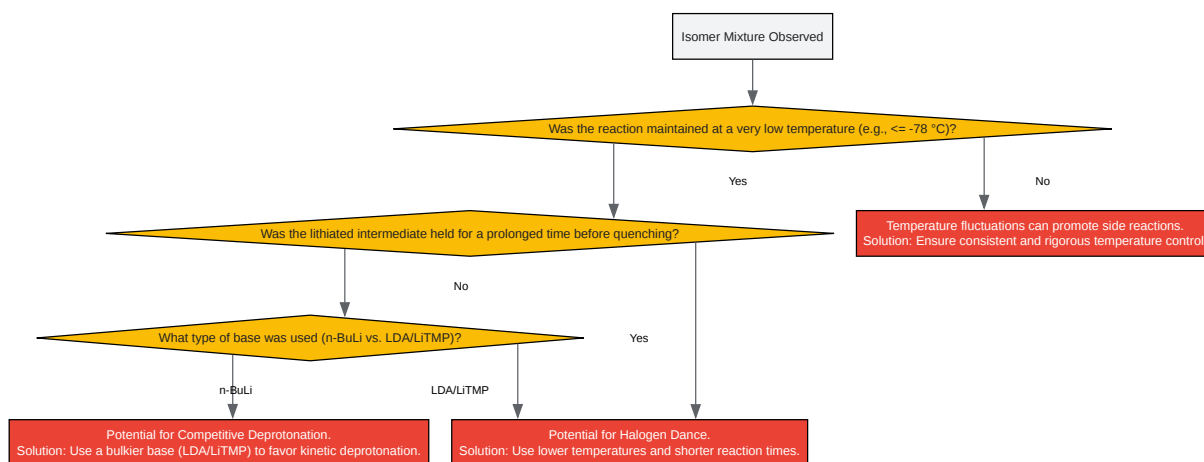 Isomer Mixture Observed
Was the reaction maintained at a very low temperature (e.g., <= -78 °C)?
Yes
No
Was the lithiated intermediate held for a prolonged time before quenching?
Temperature fluctuations can promote side reactions.
Solution: Ensure consistent and rigorous temperature control
No
What type of base was used (n-BuLi vs. LDA/LiTMP)?
Yes
n-BuLi
LDA/LiTMP
Potential for Competitive Deprotonation.
Solution: Use a bulkier base (LDA/LiTMP) to favor kinetic deprotonation.
Potential for Halogen Dance.
Solution: Use lower temperatures and shorter reaction times.